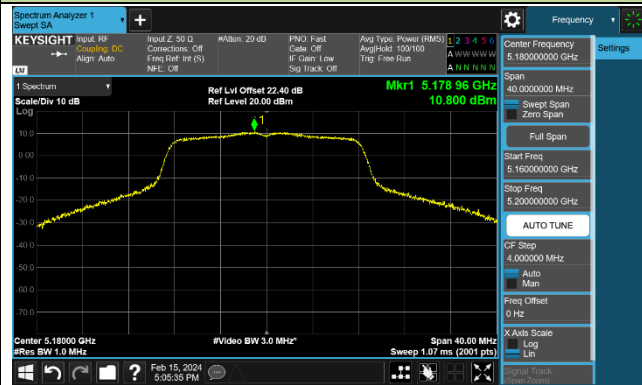 Spectrum Analyzer 1
Swept SA
+
Frequency
KEYSIGHT
Input: RF
Coupling: DC
Align: Auto
Input Z: 50 Ω
Corrections: Off
Freq Ref: Int (S)
NFE: Off
#Atten: 20 dB
PNO: Fast
Gate: Off
IF Gain: Low
Sig Track: Off
Avg Type: Power (RMS)
Avg|Hold: 100/100
Trig: Free Run
1 2 3 4 5 6
A W W W W W
A N N N N N
LXI
1 Spectrum
Scale/Div 10 dB
Log
Ref Lvl Offset 22.40 dB
Ref Level 20.00 dBm
Mkr1 5.178 96 GHz
10.800 dBm
1
10.0
0.00
-10.0
-20.0
-30.0
-40.0
-50.0
-60.0
-70.0
Center 5.18000 GHz
#Res BW 1.0 MHz
#Video BW 3.0 MHz*
Span 40.00 MHz
Sweep 1.07 ms (2001 pts)
Center Frequency
5.180000000 GHz
Settings
Span
40.0000000 MHz
Swept Span
Zero Span
Full Span
Start Freq
5.160000000 GHz
Stop Freq
5.200000000 GHz
AUTO TUNE
CF Step
4.000000 MHz
Auto
Man
Freq Offset
0 Hz
X Axis Scale
Log
Lin
Signal Track
(Span Zoom)
?
Feb 15, 2024
5:05:35 PM